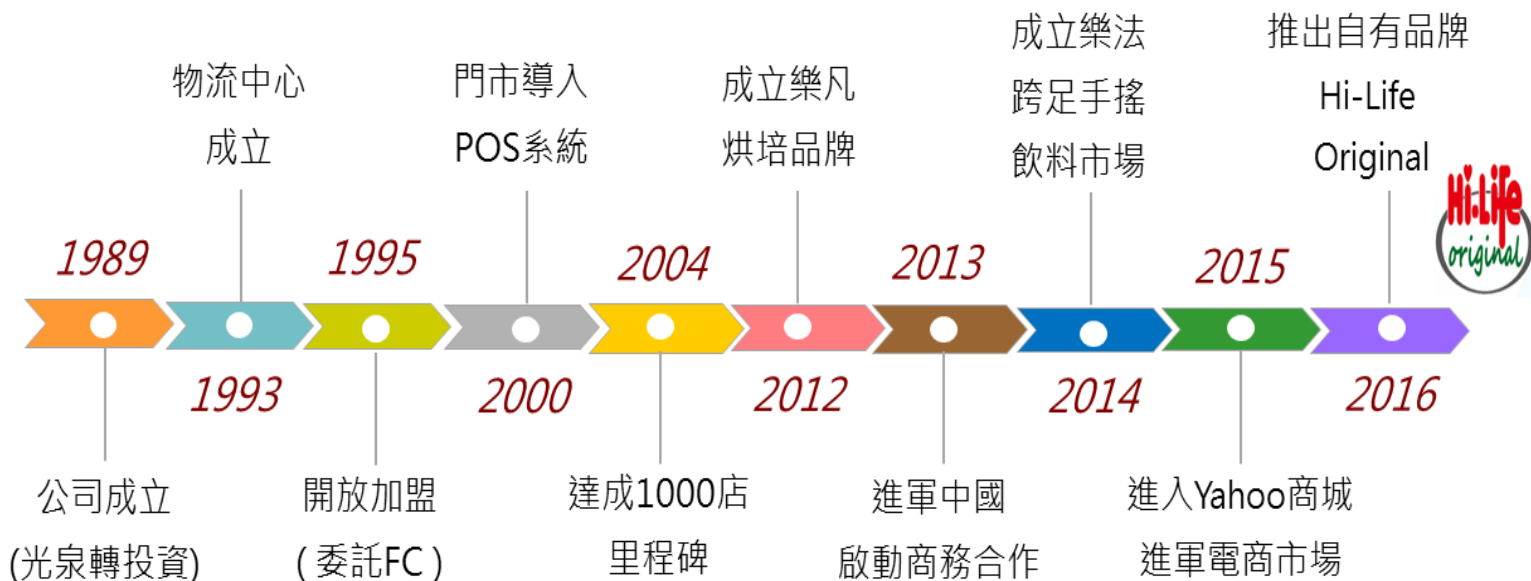 1989
公司成立
(光泉轉投資)
物流中心
成立
1993
1995
開放加盟
(委託FC)
門市導入
POS系統
2000
2004
達成1000店
里程碑
成立樂凡
烘培品牌
2012
2013
進軍中國
啟動商務合作
成立樂法
跨足手搖
飲料市場
2014
2015
進入Yahoo商城
進軍電商市場
推出自有品牌
Hi-Life
Original
2016
Hi-Life
original